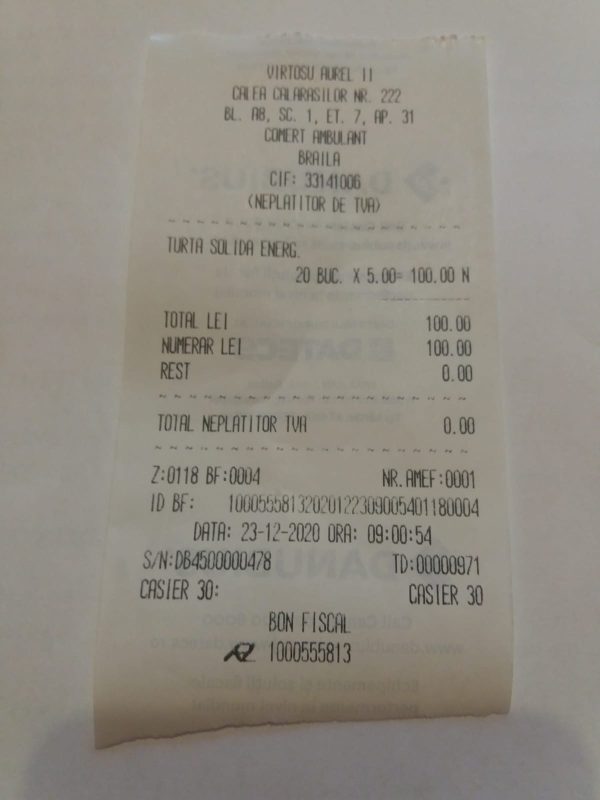 VIRTOSU AUREL II
CALEA CALARASILOR NR. 222
BL. A8, SC. 1, ET. 7, AP. 31
COMERT AMBULANT
BRAILA
CIF: 33141006
(NEPLATITOR DE TVA)
TURTA SOLIDA ENERG.
20 BUC. X 5.00= 100.00 N
TOTAL LEI 100.00
NUMERAR LEI 100.00
REST 0.00
TOTAL NEPLATITOR TVA 0.00
Z:0118 BF:0004 NR.AMEF:0001
ID BF: 10005558132020122309005401180004
DATA: 23-12-2020 ORA: 09:00:54
S/N:DB4500000478 TD:00000971
CASIER 30: CASIER 30
BON FISCAL
1000555813